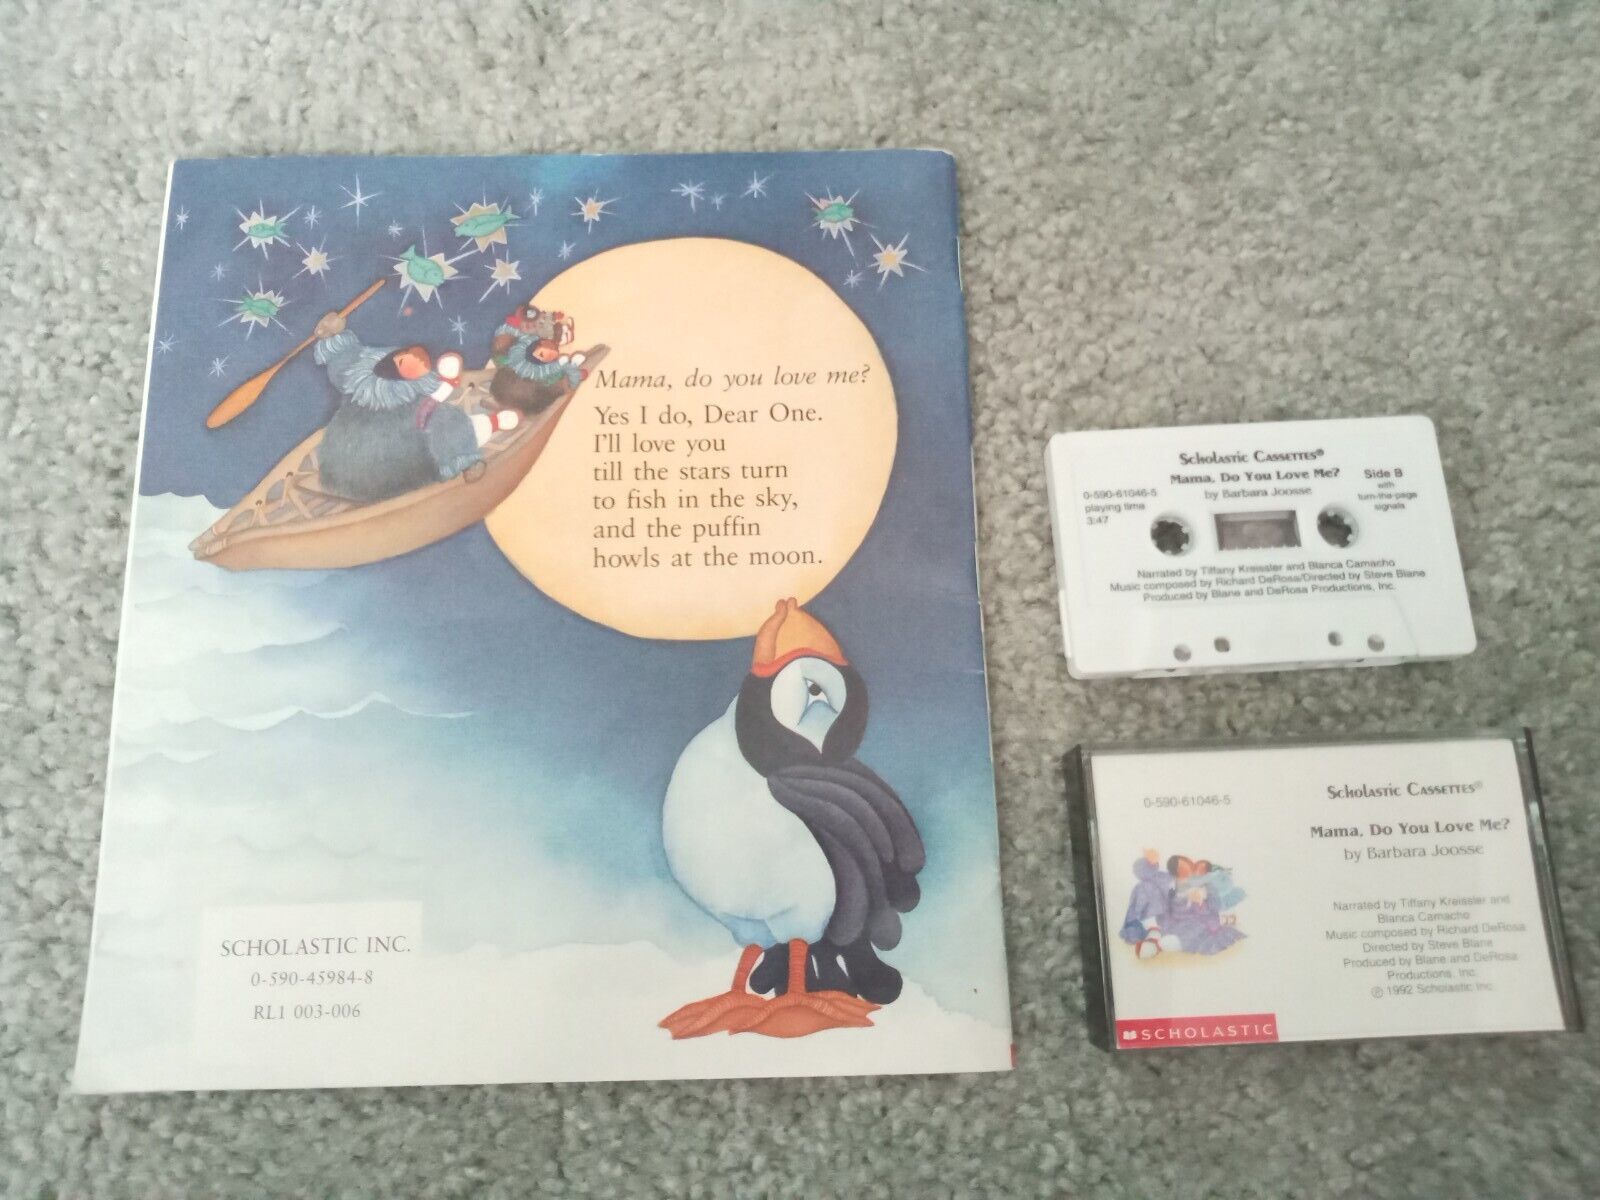 Mama, do you love me?
Yes I do, Dear One.
I'll love you
till the stars turn
to fish in the sky,
and the puffin
howls at the moon.
SCHOLASTIC INC.
0-590-45984-8
RL1 003-006
Scholastic Cassettes®
Mama, Do You Love Me?
by Barbara Joosse
0-590-61046-5
playing time
3:47
Side B
with
turn-the-page
signals
Narrated by Tiffany Kreissler and Blanca Camacho
Music composed by Richard DeRosa/Directed by Steve Blane
Produced by Blane and DeRosa Productions, Inc.
0-590-61046-5
Scholastic Cassettes®
Mama, Do You Love Me?
by Barbara Joosse
Narrated by Tiffany Kreissler and
Blanca Camacho
Music composed by Richard DeRosa
Directed by Steve Blane
Produced by Blane and DeRosa
Productions, Inc.
℗ 1992 Scholastic Inc.
SCHOLASTIC